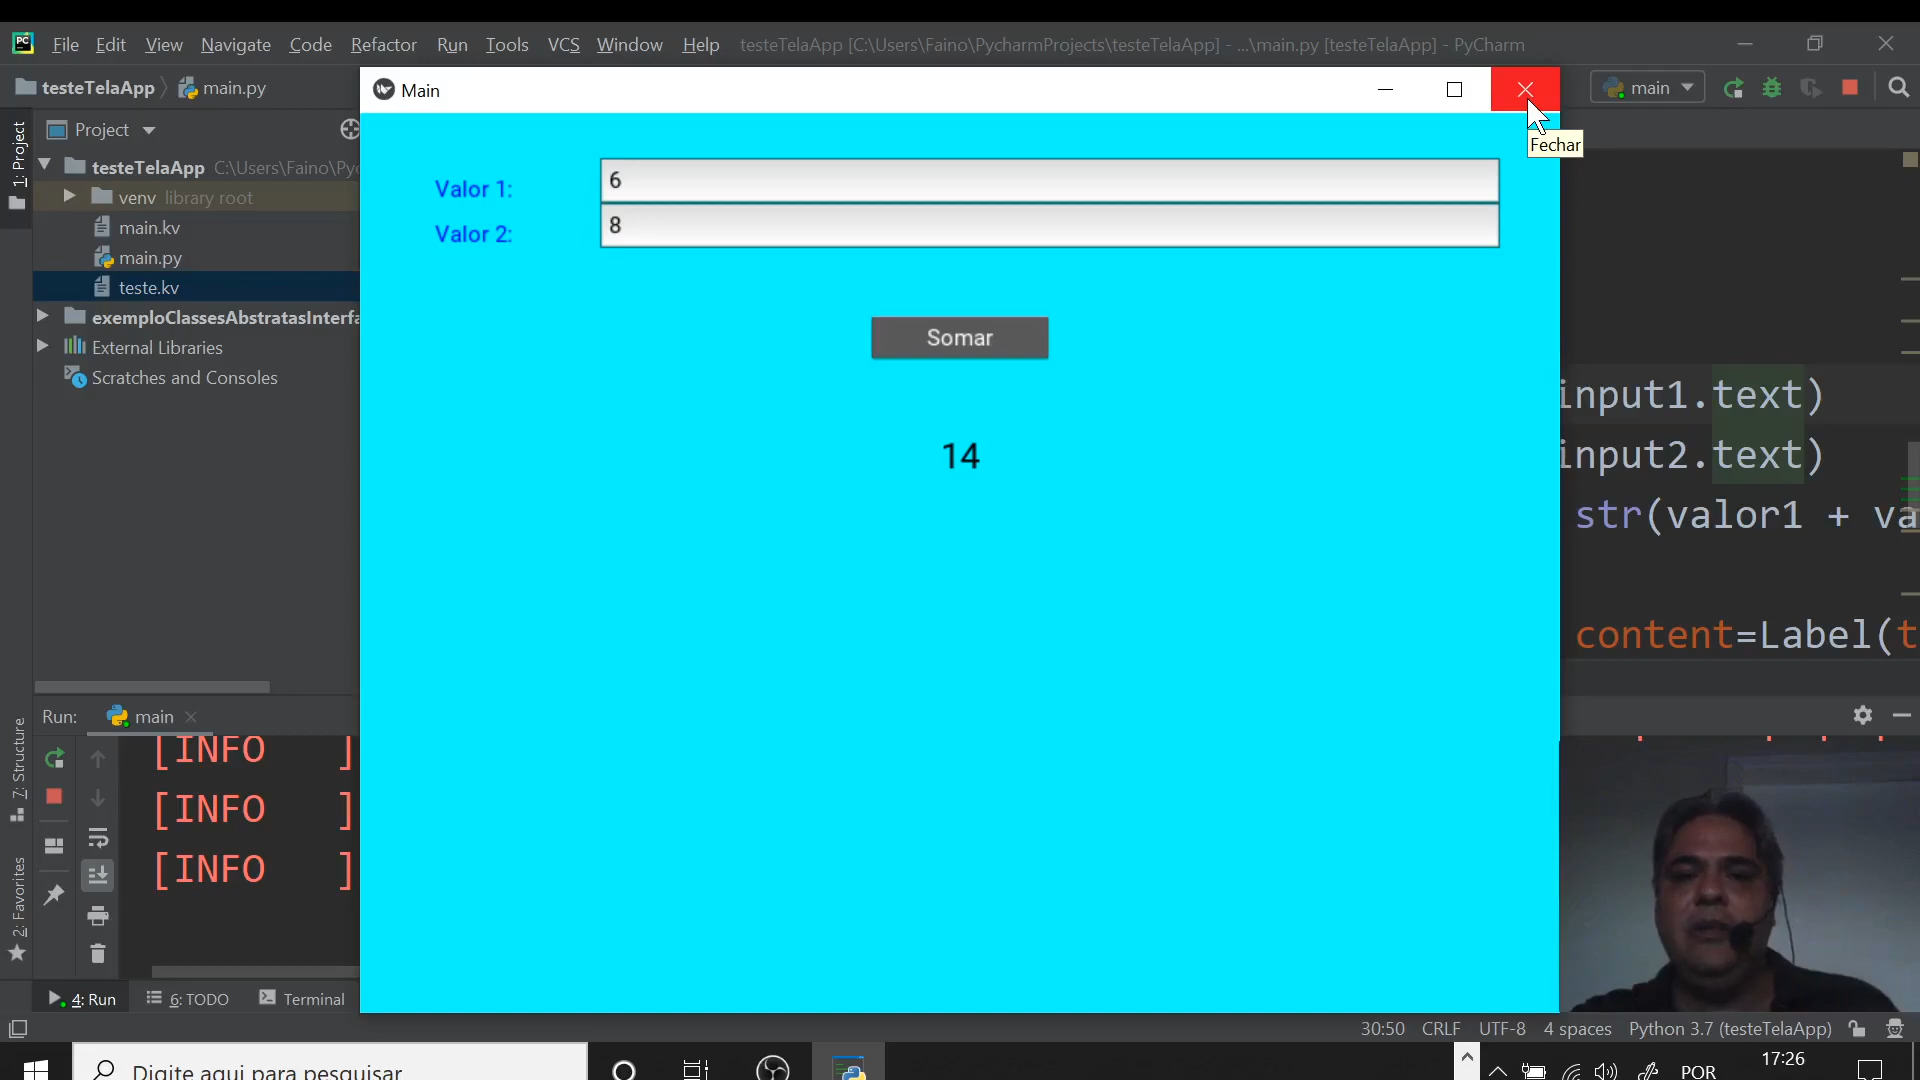 PC File Edit View Navigate Code Refactor Run Tools VCS Window Help testeTelaApp [C:\Users\Faino\PycharmProjects\testeTelaApp] - ...\main.py [testeTelaApp] - PyCharm
testeTelaApp main.py
Main
main
Fechar
1: Project
Project
testeTelaApp C:\Users\Faino\Pyc
venv library root
main.kv
main.py
teste.kv
exemploClassesAbstratasInterfa
External Libraries
Scratches and Consoles
Valor 1: 6
Valor 2: 8
Somar
14
input1.text)
input2.text)
str(valor1 + va
content=Label(t
Run: main
[INFO ]
[INFO ]
[INFO ]
7: Structure
2: Favorites
4: Run 6: TODO Terminal
30:50 CRLF UTF-8 4 spaces Python 3.7 (testeTelaApp)
Digite aqui para pesquisar
POR
17:26